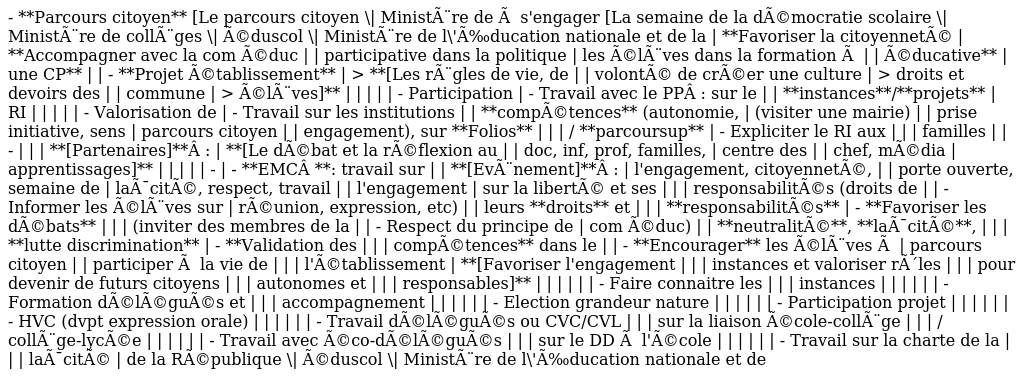 - **Parcours citoyen** [Le parcours citoyen \| MinistÃ¨re de Ã  s'engager [La semaine de la dÃ©mocratie scolaire \|
MinistÃ¨re de collÃ¨ges \| Ã©duscol \| MinistÃ¨re de l\'Ã‰ducation nationale et de la | **Favoriser la citoyennetÃ© |
**Accompagner avec la com Ã©duc | | participative dans la politique | les Ã©lÃ¨ves dans la formation Ã  | | Ã©ducative** |
une CP** | | - **Projet Ã©tablissement** | > **[Les rÃ¨gles de vie, de | | volontÃ© de crÃ©er une culture | > droits et
devoirs des | | commune | > Ã©lÃ¨ves]** | | | | | - Participation | - Travail avec le PPÂ : sur le | | **instances**/**projets** |
RI | | | | | - Valorisation de | - Travail sur les institutions | | **compÃ©tences** (autonomie, | (visiter une mairie) | |
prise initiative, sens | parcours citoyen | | engagement), sur **Folios** | | | / **parcoursup** | - Expliciter le RI aux | | |
| familles | | - | | | **[Partenaires]**Â : | **[Le dÃ©bat et la rÃ©flexion au | | doc, inf, prof, familles, | centre des | |
chef, mÃ©dia | apprentissages]** | | | | | - | - **EMCÂ **: travail sur | | **[EvÃ¨nement]**Â : | l'engagement, citoyennetÃ©,
| | porte ouverte, semaine de | laÃ¯citÃ©, respect, travail | | l'engagement | sur la libertÃ© et ses | | |
responsabilitÃ©s (droits de | | - Informer les Ã©lÃ¨ves sur | rÃ©union, expression, etc) | | leurs **droits** et | | |
**responsabilitÃ©s** | - **Favoriser les dÃ©bats** | | | (inviter des membres de la | | - Respect du principe de | com
Ã©duc) | | **neutralitÃ©**, **laÃ¯citÃ©**, | | | **lutte discrimination** | - **Validation des | | | compÃ©tences** dans le
| | - **Encourager** les Ã©lÃ¨ves Ã  | parcours citoyen | | participer Ã  la vie de | | | l'Ã©tablissement | **[Favoriser
l'engagement | | | instances et valoriser rÃ´les | | | pour devenir de futurs citoyens | | | autonomes et | | |
responsables]** | | | | | | - Faire connaitre les | | | instances | | | | | | - Formation dÃ©lÃ©guÃ©s et | | |
accompagnement | | | | | | - Election grandeur nature | | | | | | - Participation projet | | | | | | - HVC (dvpt expression
oral) | | | | | | - Travail dÃ©lÃ©guÃ©s ou CVC/CVL | | | sur la liaison Ã©cole-collÃ¨ge | | | / collÃ¨ge-lycÃ©e | | | | | | -
Travail avec Ã©co-dÃ©lÃ©guÃ©s | | | sur le DD Ã  l'Ã©cole | | | | | | - Travail sur la charte de la | | | laÃ¯citÃ© | de la
RÃ©publique \| Ã©duscol \| MinistÃ¨re de l\'Ã‰ducation nationale et de